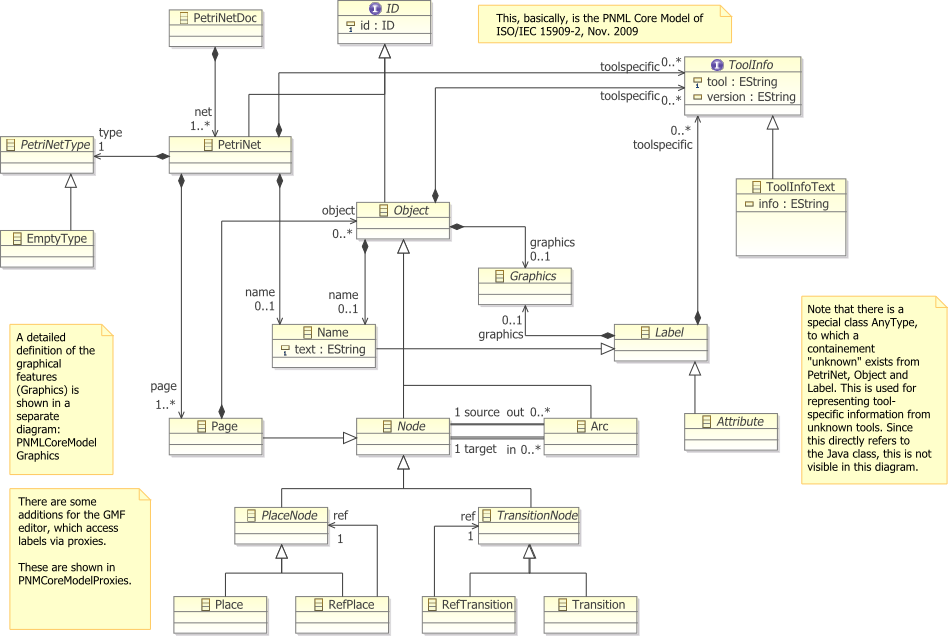 PetriNetDoc
ID
id : ID
This, basically, is the PNML Core Model of
ISO/IEC 15909-2, Nov. 2009
toolspecific 0..*
toolspecific 0..*
ToolInfo
tool : EString
version : EString
net
1..*
type
1
PetriNetType
PetriNet
0..*
toolspecific
ToolInfoText
info : EString
EmptyType
object
0..*
Object
graphics
0..1
Graphics
name
0..1
name
0..1
0..1
graphics
Name
text : EString
Label
A detailed
definition of the
graphical
features
(Graphics) is
shown in a
separate
diagram:
PNMLCoreModel
Graphics
Note that there is a
special class AnyType,
to which a
containement
"unknown" exists from
PetriNet, Object and
Label. This is used for
representing tool-
specific information from
unknown tools. Since
this directly refers to
the Java class, this is not
visible in this diagram.
page
1..*
Page
Node
1 source out 0..*
1 target in 0..*
Arc
Attribute
There are some
additions for the GMF
editor, which access
labels via proxies.
These are shown in
PNMCoreModelProxies.
PlaceNode
ref
1
ref
1
TransitionNode
Place
RefPlace
RefTransition
Transition